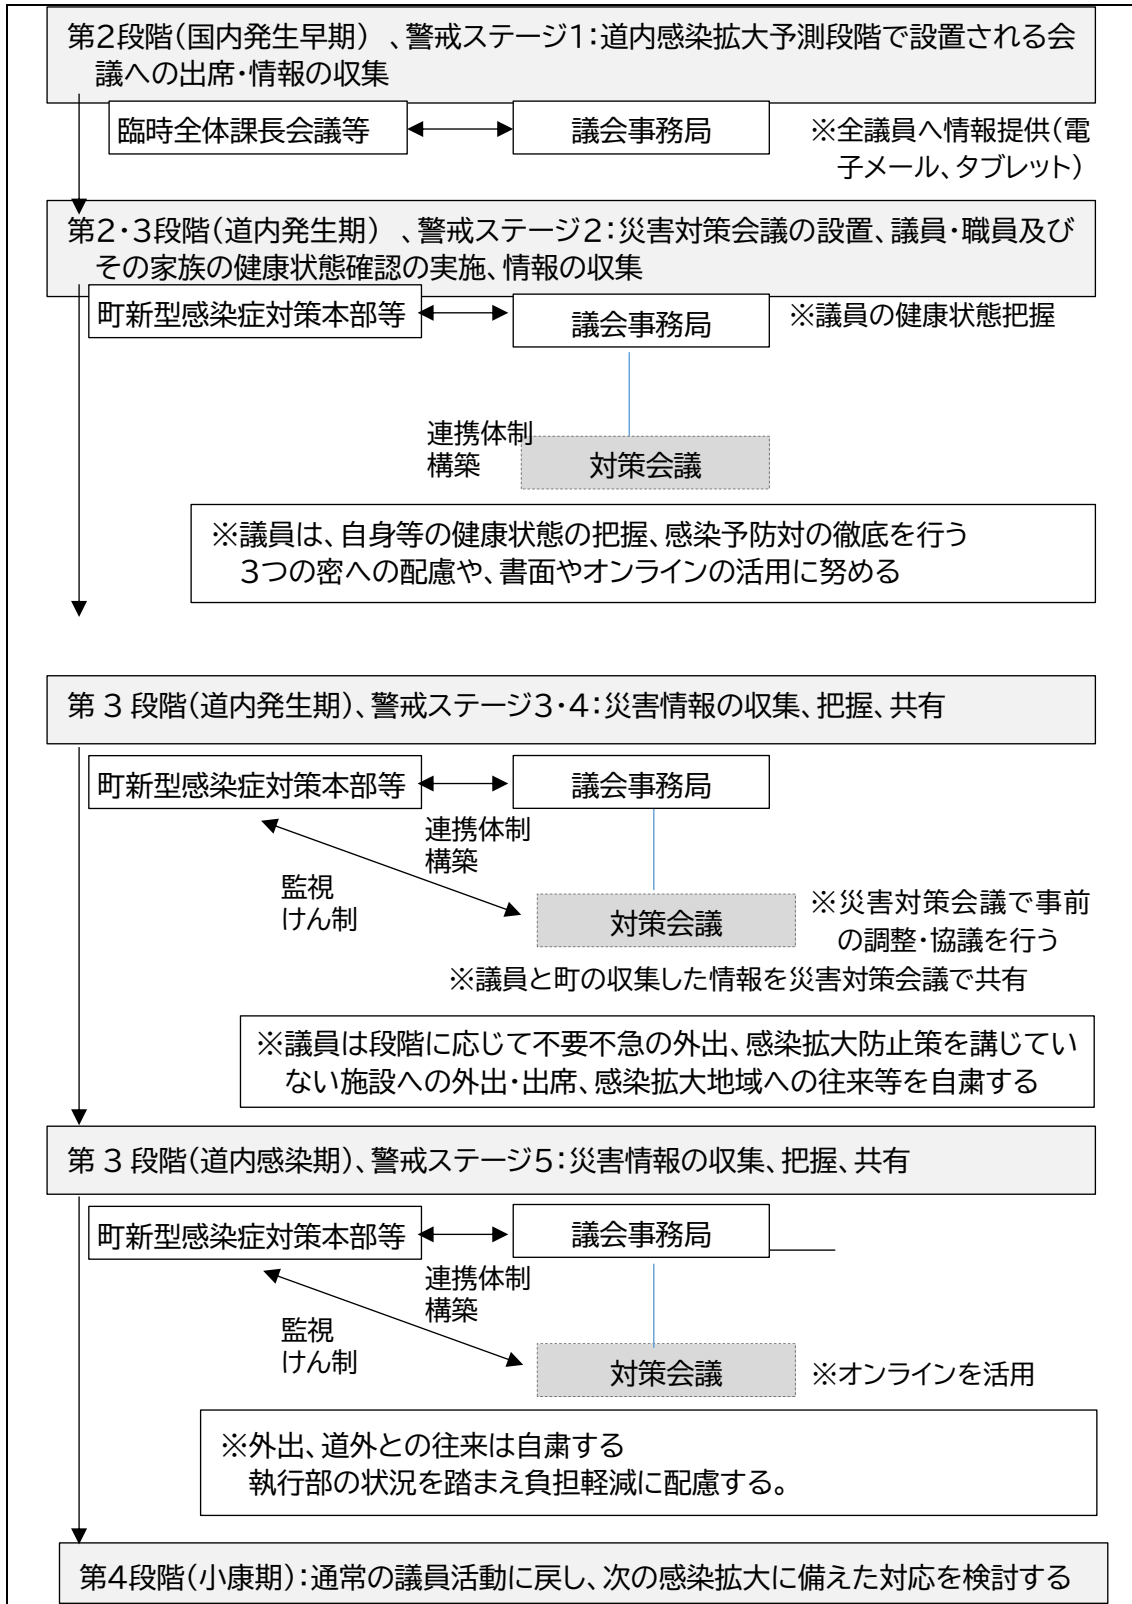 第2段階(国内発生早期) 、警戒ステージ1:道内感染拡大予測段階で設置される会
議への出席・情報の収集
臨時全体課長会議等
議会事務局
※全議員へ情報提供(電
子メール、タブレット)
第2・3段階(道内発生期) 、警戒ステージ2:災害対策会議の設置、議員・職員及び
その家族の健康状態確認の実施、情報の収集
町新型感染症対策本部等
議会事務局
※議員の健康状態把握
連携体制
構築
対策会議
※議員は、自身等の健康状態の把握、感染予防対の徹底を行う
3つの密への配慮や、書面やオンラインの活用に努める
第 3 段階(道内発生期)、警戒ステージ3・4:災害情報の収集、把握、共有
町新型感染症対策本部等
議会事務局
連携体制
構築
監視
けん制
対策会議
※災害対策会議で事前
の調整・協議を行う
※議員と町の収集した情報を災害対策会議で共有
※議員は段階に応じて不要不急の外出、感染拡大防止策を講じてい
ない施設への外出・出席、感染拡大地域への往来等を自粛する
第 3 段階(道内感染期)、警戒ステージ5:災害情報の収集、把握、共有
町新型感染症対策本部等
議会事務局
連携体制
構築
監視
けん制
対策会議
※オンラインを活用
※外出、道外との往来は自粛する
執行部の状況を踏まえ負担軽減に配慮する。
第4段階(小康期):通常の議員活動に戻し、次の感染拡大に備えた対応を検討する